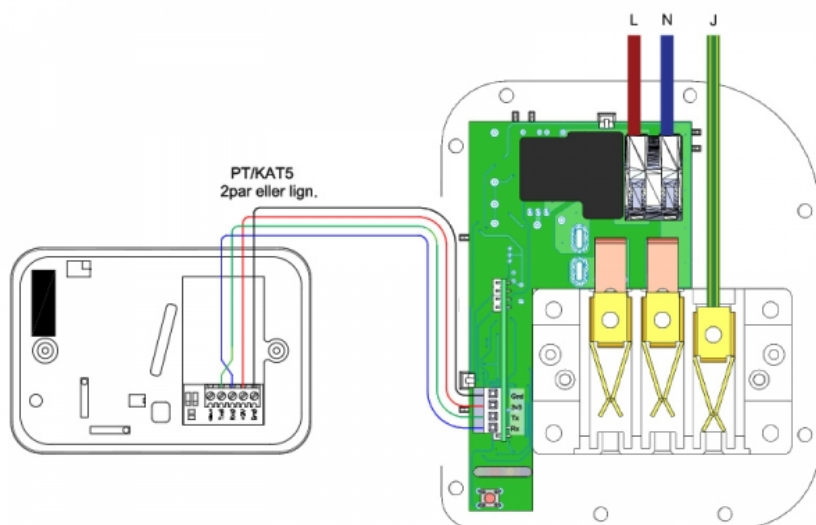 L N J
PT/KAT5
2par eller lign.
Gnd
3v3
Tx
Rx